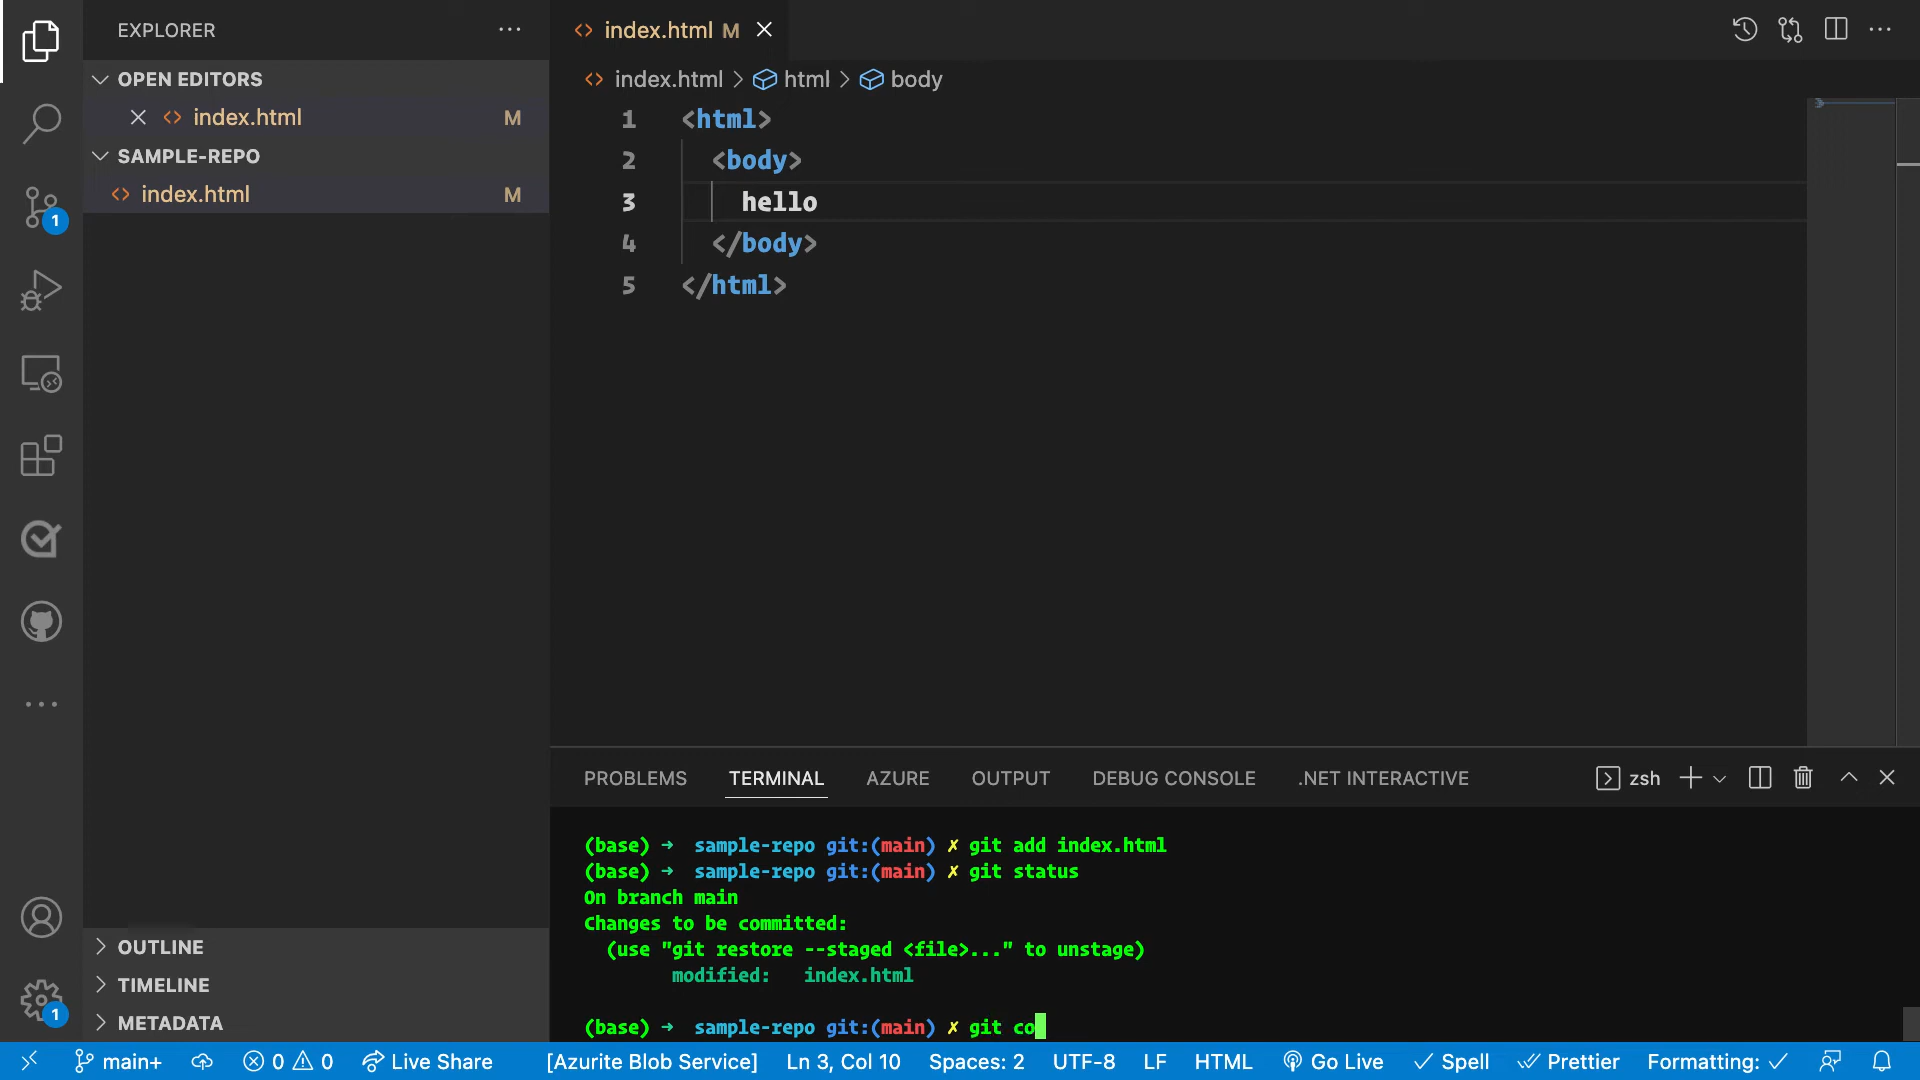 EXPLORER
OPEN EDITORS
index.html M
SAMPLE-REPO
index.html M
1
OUTLINE
TIMELINE
METADATA
1
index.html M
index.html > html > body
1 <html>
2 <body>
3 hello
4 </body>
5 </html>
PROBLEMS TERMINAL AZURE OUTPUT DEBUG CONSOLE .NET INTERACTIVE zsh
(base) → sample-repo git:(main) ✗ git add index.html
(base) → sample-repo git:(main) ✗ git status
On branch main
Changes to be committed:
(use "git restore --staged <file>..." to unstage)
modified: index.html
(base) → sample-repo git:(main) ✗ git co
main+ 0 0 Live Share [Azurite Blob Service] Ln 3, Col 10 Spaces: 2 UTF-8 LF HTML Go Live ✓ Spell Prettier Formatting: ✓